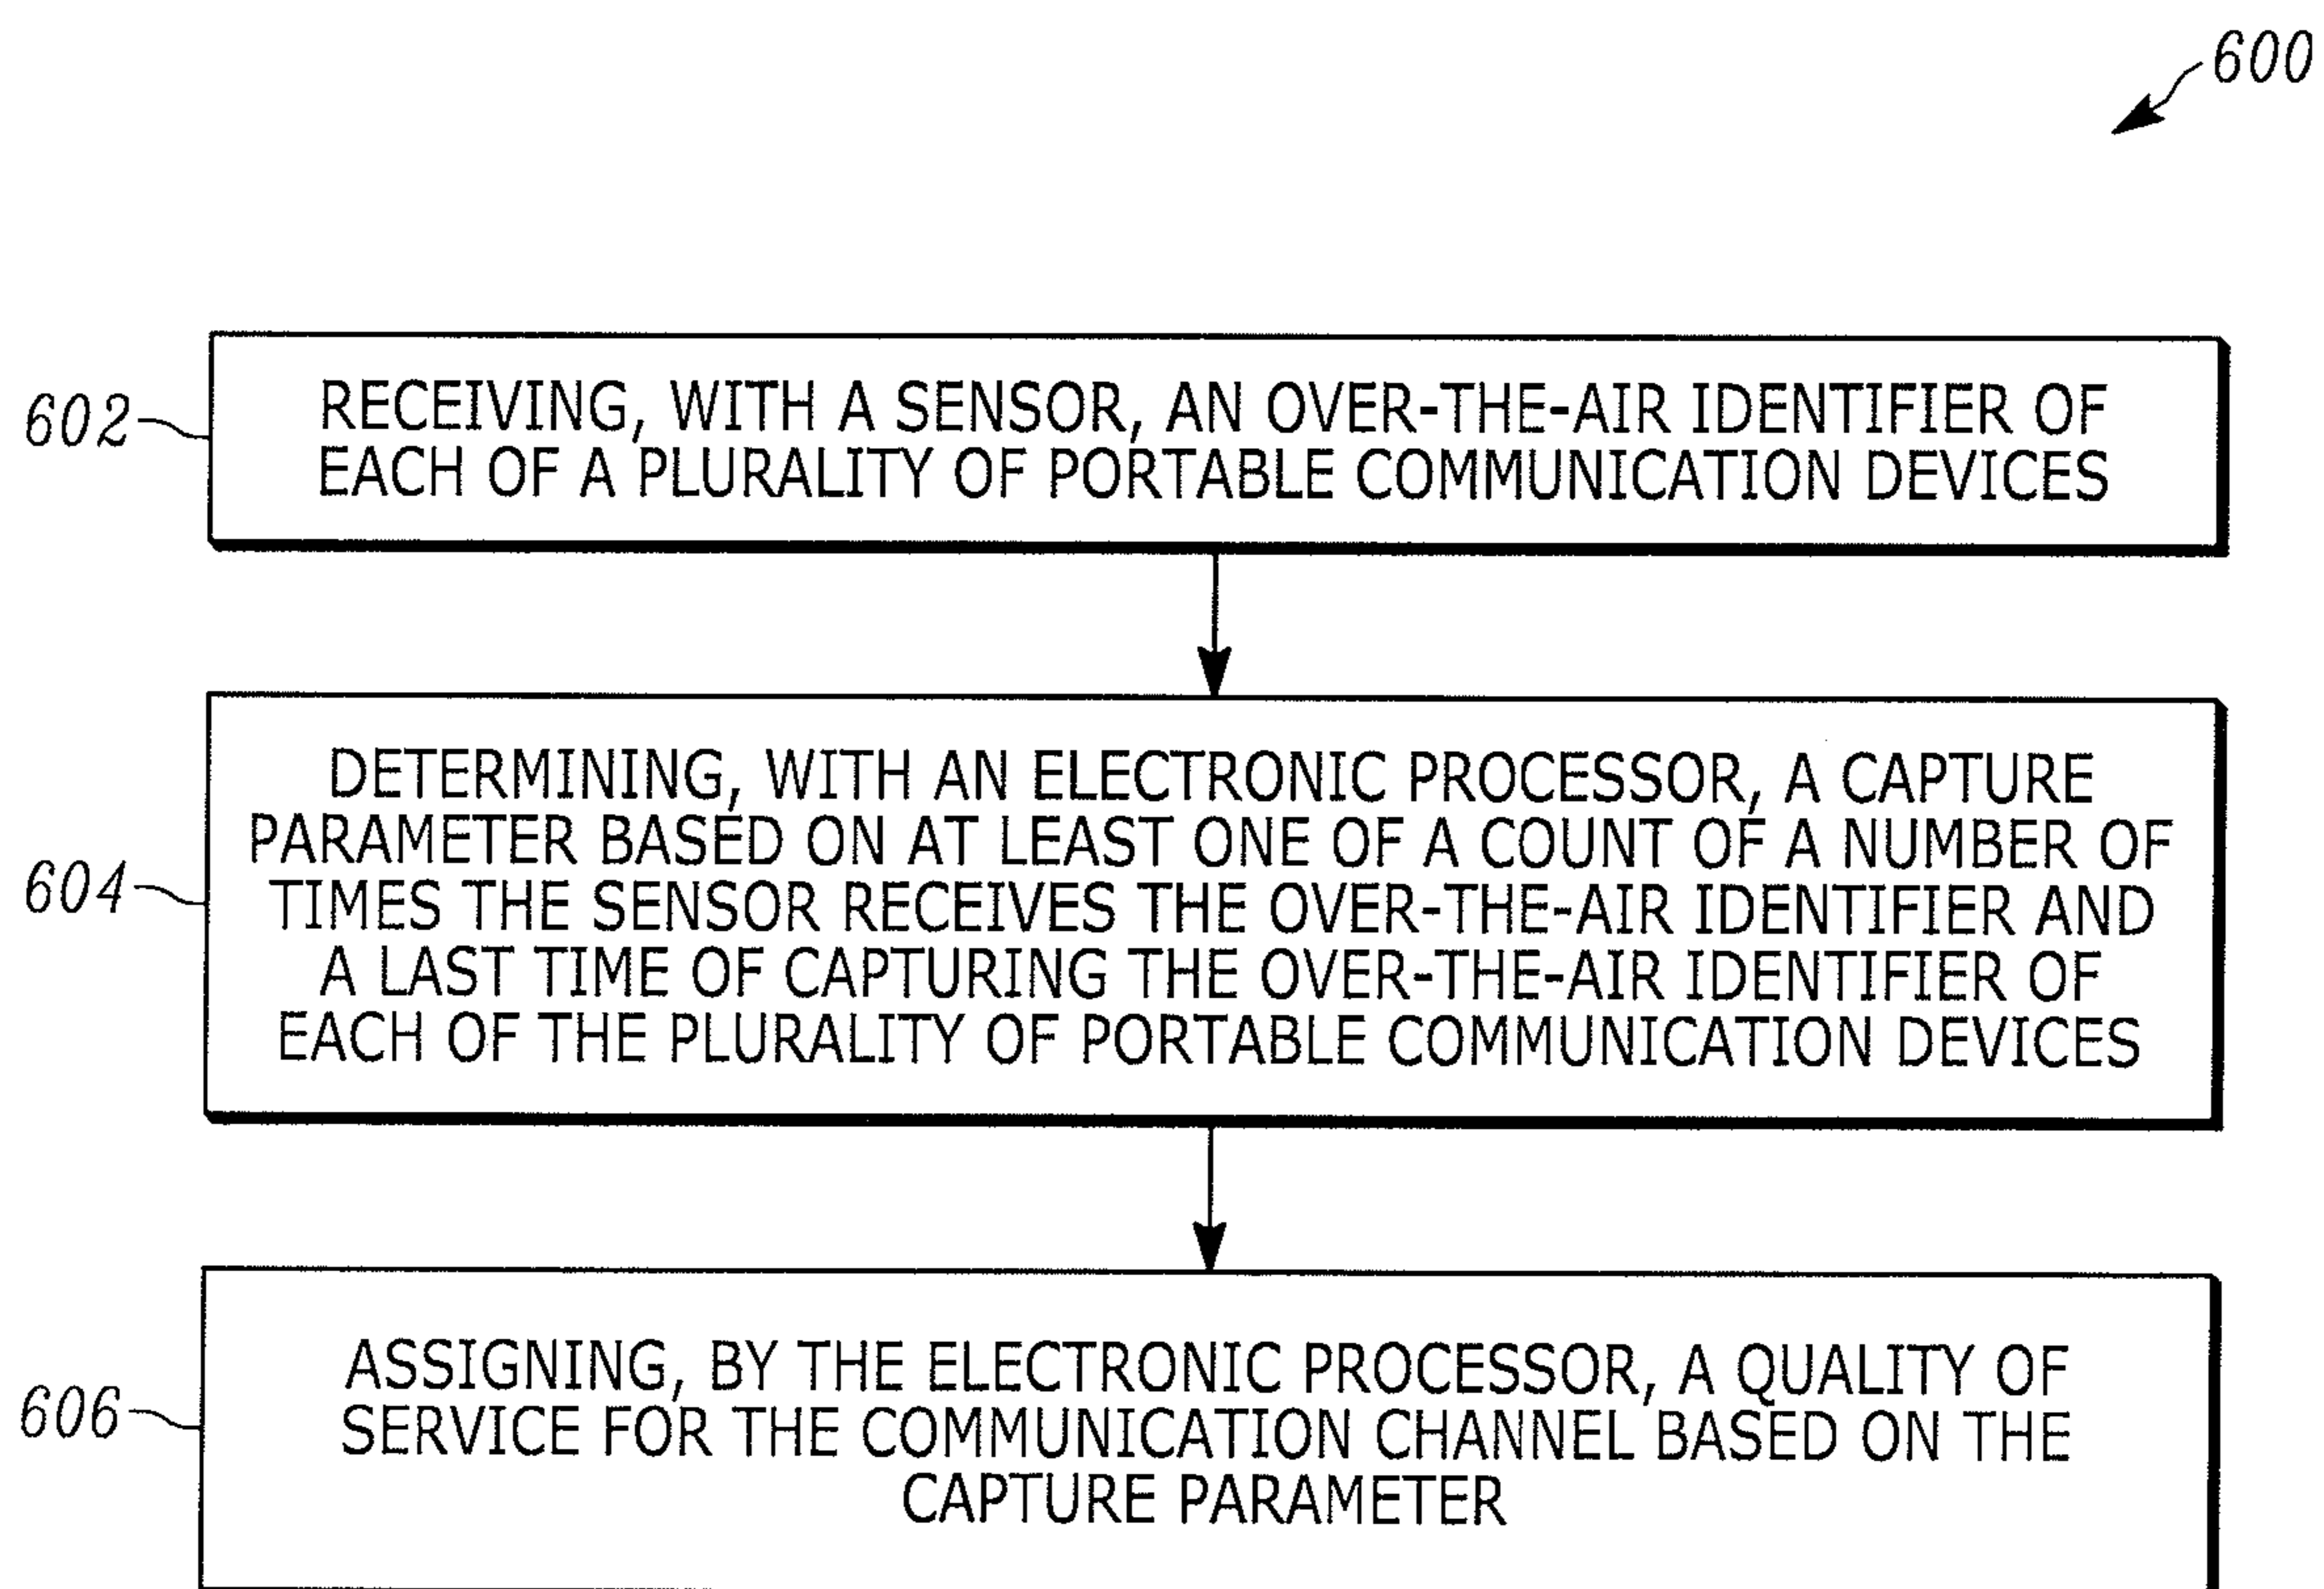 600
602
RECEIVING, WITH A SENSOR, AN OVER-THE-AIR IDENTIFIER OF
EACH OF A PLURALITY OF PORTABLE COMMUNICATION DEVICES
604
DETERMINING, WITH AN ELECTRONIC PROCESSOR, A CAPTURE
PARAMETER BASED ON AT LEAST ONE OF A COUNT OF A NUMBER OF
TIMES THE SENSOR RECEIVES THE OVER-THE-AIR IDENTIFIER AND
A LAST TIME OF CAPTURING THE OVER-THE-AIR IDENTIFIER OF
EACH OF THE PLURALITY OF PORTABLE COMMUNICATION DEVICES
606
ASSIGNING, BY THE ELECTRONIC PROCESSOR, A QUALITY OF
SERVICE FOR THE COMMUNICATION CHANNEL BASED ON THE
CAPTURE PARAMETER